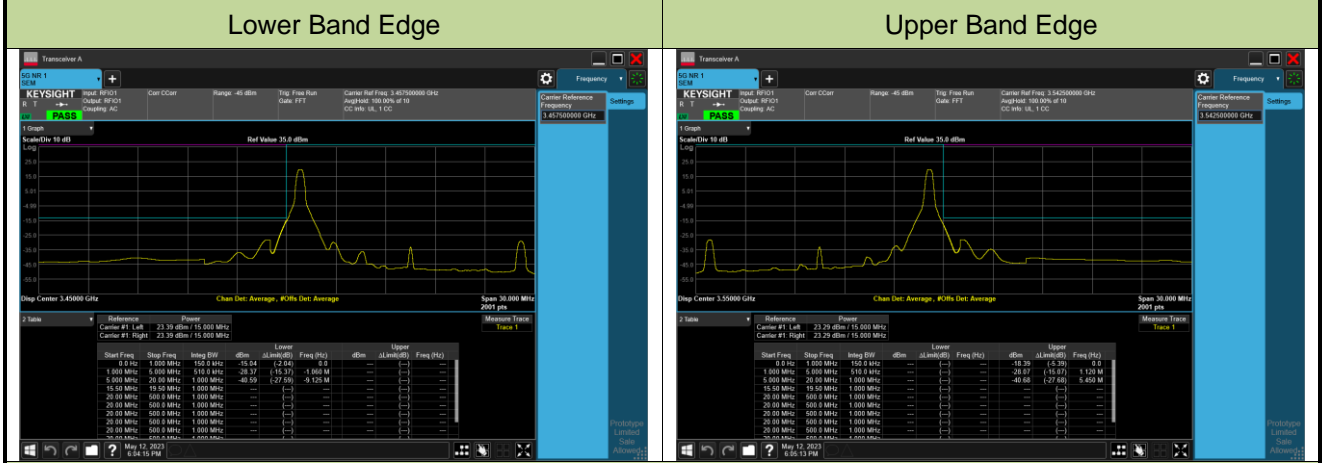 Lower Band Edge
Upper Band Edge
Transceiver A
5G NR 1
SEM
Frequency
KEYSIGHT
R T
PASS
Input: RFIO1
Output: RFIO1
Coupling: AC
Corr CCorr
Range: -45 dBm
Trig: Free Run
Gate: FFT
Carrier Ref Freq: 3.457500000 GHz
Avg|Hold: 100.00% of 10
CC Info: UL, 1 CC
Carrier Reference
Frequency
3.457500000 GHz
Settings
1 Graph
Scale/Div 10 dB
Ref Value 35.0 dBm
Log
25.0
15.0
5.01
-4.99
-15.0
-25.0
-35.0
-45.0
-55.0
Disp Center 3.45000 GHz
Chan Det: Average, #Offs Det: Average
Span 30.000 MHz
2001 pts
2 Table
Reference Power
Carrier #1: Left 23.39 dBm / 15.000 MHz
Carrier #1: Right 23.39 dBm / 15.000 MHz
Measure Trace
Trace 1
Lower Upper
Start Freq Stop Freq Integ BW dBm ΔLimit(dB) Freq (Hz) dBm ΔLimit(dB) Freq (Hz)
0.0 Hz 1.000 MHz 150.0 kHz -15.04 (-2.04) 0.0 --- (---) ---
1.000 MHz 5.000 MHz 510.0 kHz -28.37 (-15.37) -1.060 M --- (---) ---
5.000 MHz 20.00 MHz 1.000 MHz -40.59 (-27.59) -9.125 M --- (---) ---
15.50 MHz 19.50 MHz 1.000 MHz --- (---) --- --- (---) ---
20.00 MHz 500.0 MHz 1.000 MHz --- (---) --- --- (---) ---
20.00 MHz 500.0 MHz 1.000 MHz --- (---) --- --- (---) ---
20.00 MHz 500.0 MHz 1.000 MHz --- (---) --- --- (---) ---
20.00 MHz 500.0 MHz 1.000 MHz --- (---) --- --- (---) ---
20.00 MHz 500.0 MHz 1.000 MHz
Prototype
Limited
Sale
Allowed
May 12, 2023
6:04:15 PM
Transceiver A
5G NR 1
SEM
Frequency
KEYSIGHT
R T
PASS
Input: RFIO1
Output: RFIO1
Coupling: AC
Corr CCorr
Range: -45 dBm
Trig: Free Run
Gate: FFT
Carrier Ref Freq: 3.542500000 GHz
Avg|Hold: 100.00% of 10
CC Info: UL, 1 CC
Carrier Reference
Frequency
3.542500000 GHz
Settings
1 Graph
Scale/Div 10 dB
Ref Value 35.0 dBm
Log
25.0
15.0
5.01
-4.99
-15.0
-25.0
-35.0
-45.0
-55.0
Disp Center 3.55000 GHz
Chan Det: Average, #Offs Det: Average
Span 30.000 MHz
2001 pts
2 Table
Reference Power
Carrier #1: Left 23.29 dBm / 15.000 MHz
Carrier #1: Right 23.29 dBm / 15.000 MHz
Measure Trace
Trace 1
Lower Upper
Start Freq Stop Freq Integ BW dBm ΔLimit(dB) Freq (Hz) dBm ΔLimit(dB) Freq (Hz)
0.0 Hz 1.000 MHz 150.0 kHz --- (---) --- -18.39 (-5.39) 0.0
1.000 MHz 5.000 MHz 510.0 kHz --- (---) --- -28.07 (-15.07) 1.120 M
5.000 MHz 20.00 MHz 1.000 MHz --- (---) --- -40.68 (-27.68) 5.450 M
15.50 MHz 19.50 MHz 1.000 MHz --- (---) --- --- (---) ---
20.00 MHz 500.0 MHz 1.000 MHz --- (---) --- --- (---) ---
20.00 MHz 500.0 MHz 1.000 MHz --- (---) --- --- (---) ---
20.00 MHz 500.0 MHz 1.000 MHz --- (---) --- --- (---) ---
20.00 MHz 500.0 MHz 1.000 MHz --- (---) --- --- (---) ---
20.00 MHz 500.0 MHz 1.000 MHz
Prototype
Limited
Sale
Allowed
May 12, 2023
6:05:13 PM